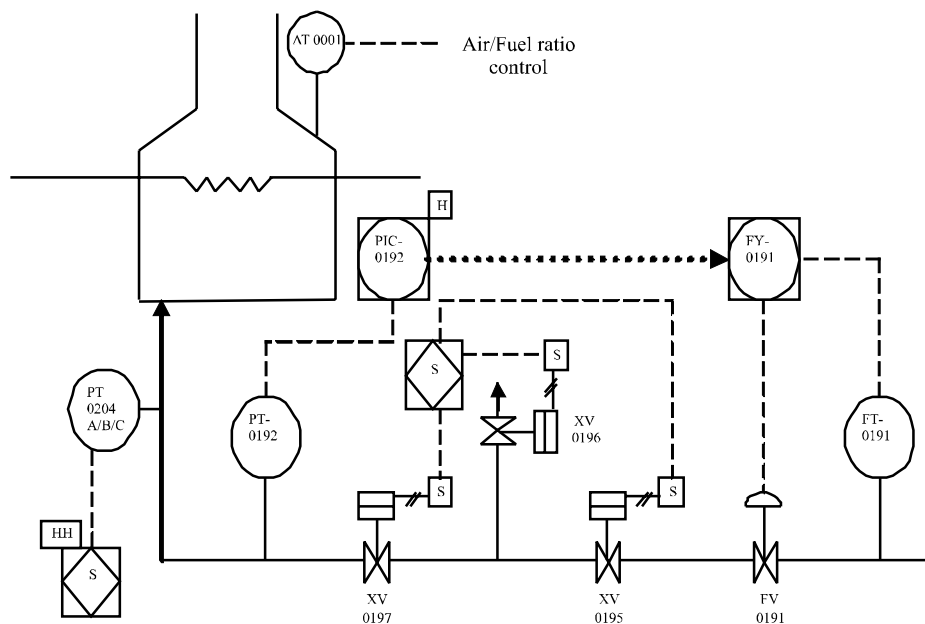 AT 0001
Air/Fuel ratio
control
H
PIC-
0192
FY-
0191
S
S
PT
0204
A/B/C
PT-
0192
XV
0196
FT-
0191
S
S
HH
S
XV
0197
XV
0195
FV
0191